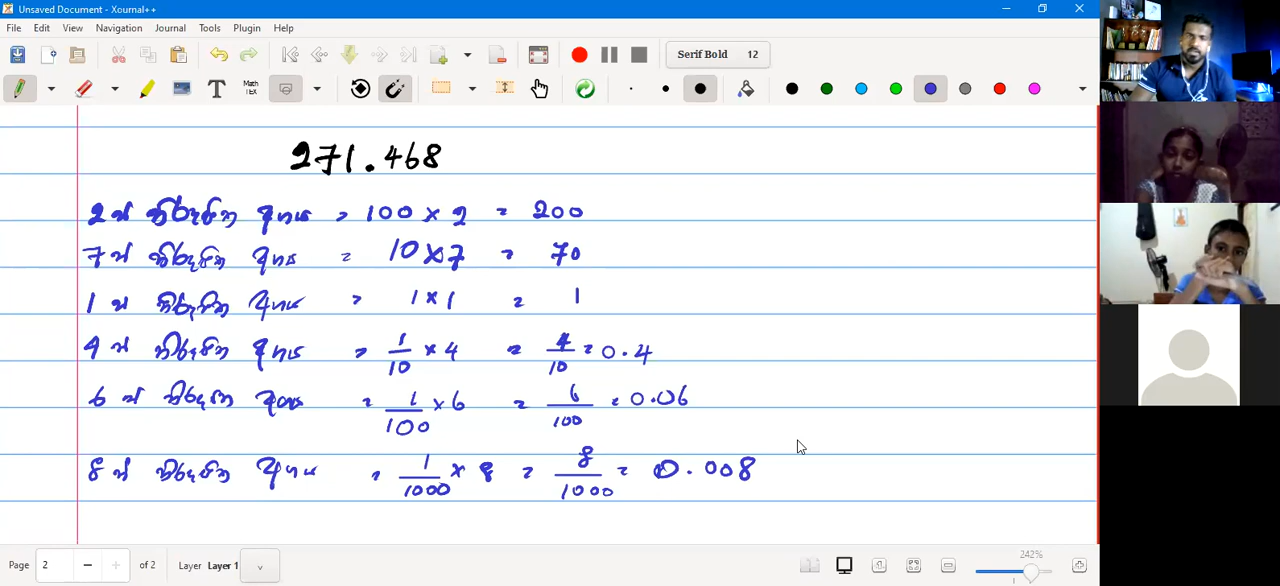 Unsaved Document - Xournal++
File Edit View Navigation Journal Tools Plugin Help
Serif Bold 12
Math TEX
271.468
2 න් නිරූපිත අගය = 100 × 2 = 200
7 න් නිරූපිත අගය = 10 × 7 = 70
1 න් නිරූපිත අගය = 1 × 1 = 1
4 න් නිරූපිත අගය = 1/10 × 4 = 4/10 = 0.4
6 න් නිරූපිත අගය = 1/100 × 6 = 6/100 = 0.06
8 න් නිරූපිත අගය = 1/1000 × 8 = 8/1000 = 0.008
Page 2 of 2 Layer Layer 1 242%